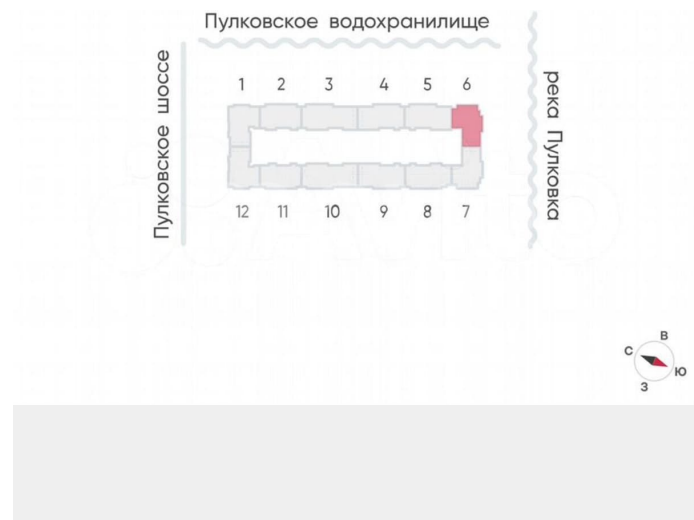 Пулковское водохранилище
Пулковское шоссе
1 2 3 4 5 6
река Пулковка
12 11 10 9 8 7
В
С
Ю
З